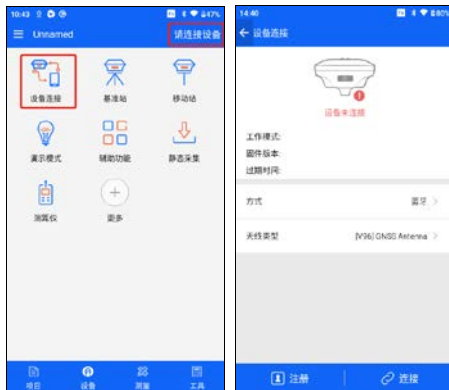 10:43
Unnamed
请连接设备
设备连接
基准站
移动站
演示模式
辅助功能
静态采集
测距仪
更多
项目
设备
测量
工具
14:40
设备连接
设备未连接
工作模式:
固件版本:
过期时间:
方式
蓝牙
天线类型
[V96] GNSS Antenna
注册
连接